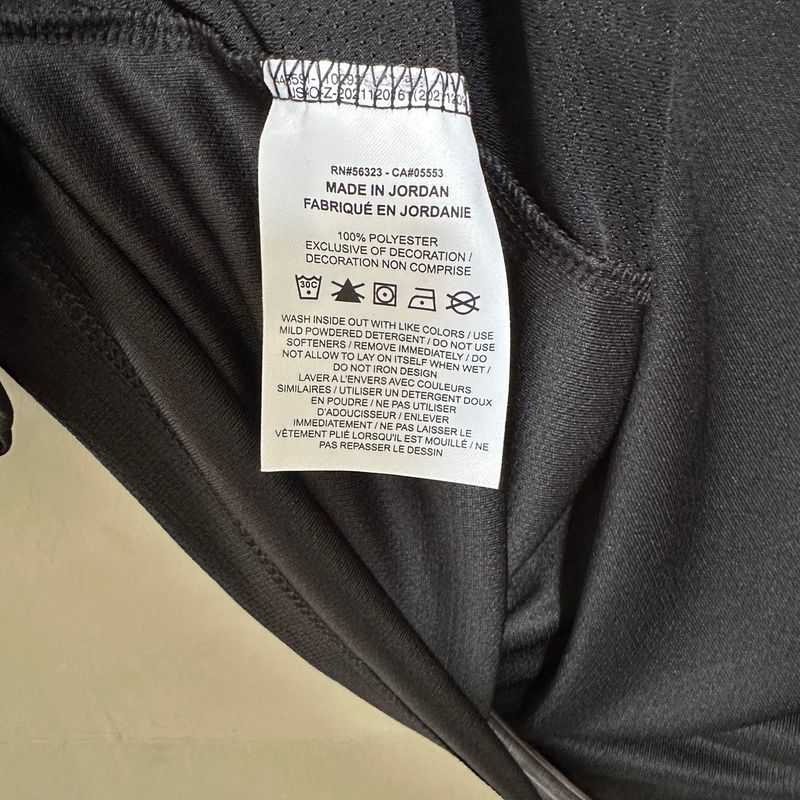 RN#56323 - CA#05553
MADE IN JORDAN
FABRIQUÉ EN JORDANIE
100% POLYESTER
EXCLUSIVE OF DECORATION /
DECORATION NON COMPRISE
30C
WASH INSIDE OUT WITH LIKE COLORS / USE
MILD POWDERED DETERGENT / DO NOT USE
SOFTENERS / REMOVE IMMEDIATELY / DO
NOT ALLOW TO LAY ON ITSELF WHEN WET /
DO NOT IRON DESIGN
LAVER A L'ENVERS AVEC COULEURS
SIMILAIRES / UTILISER UN DETERGENT DOUX
EN POUDRE / NE PAS UTILISER
D'ADOUCISSEUR / ENLEVER
IMMEDIATEMENT / NE PAS LAISSER LE
VÊTEMENT PLIÉ LORSQU'IL EST MOUILLÉ / NE
PAS REPASSER LE DESSIN